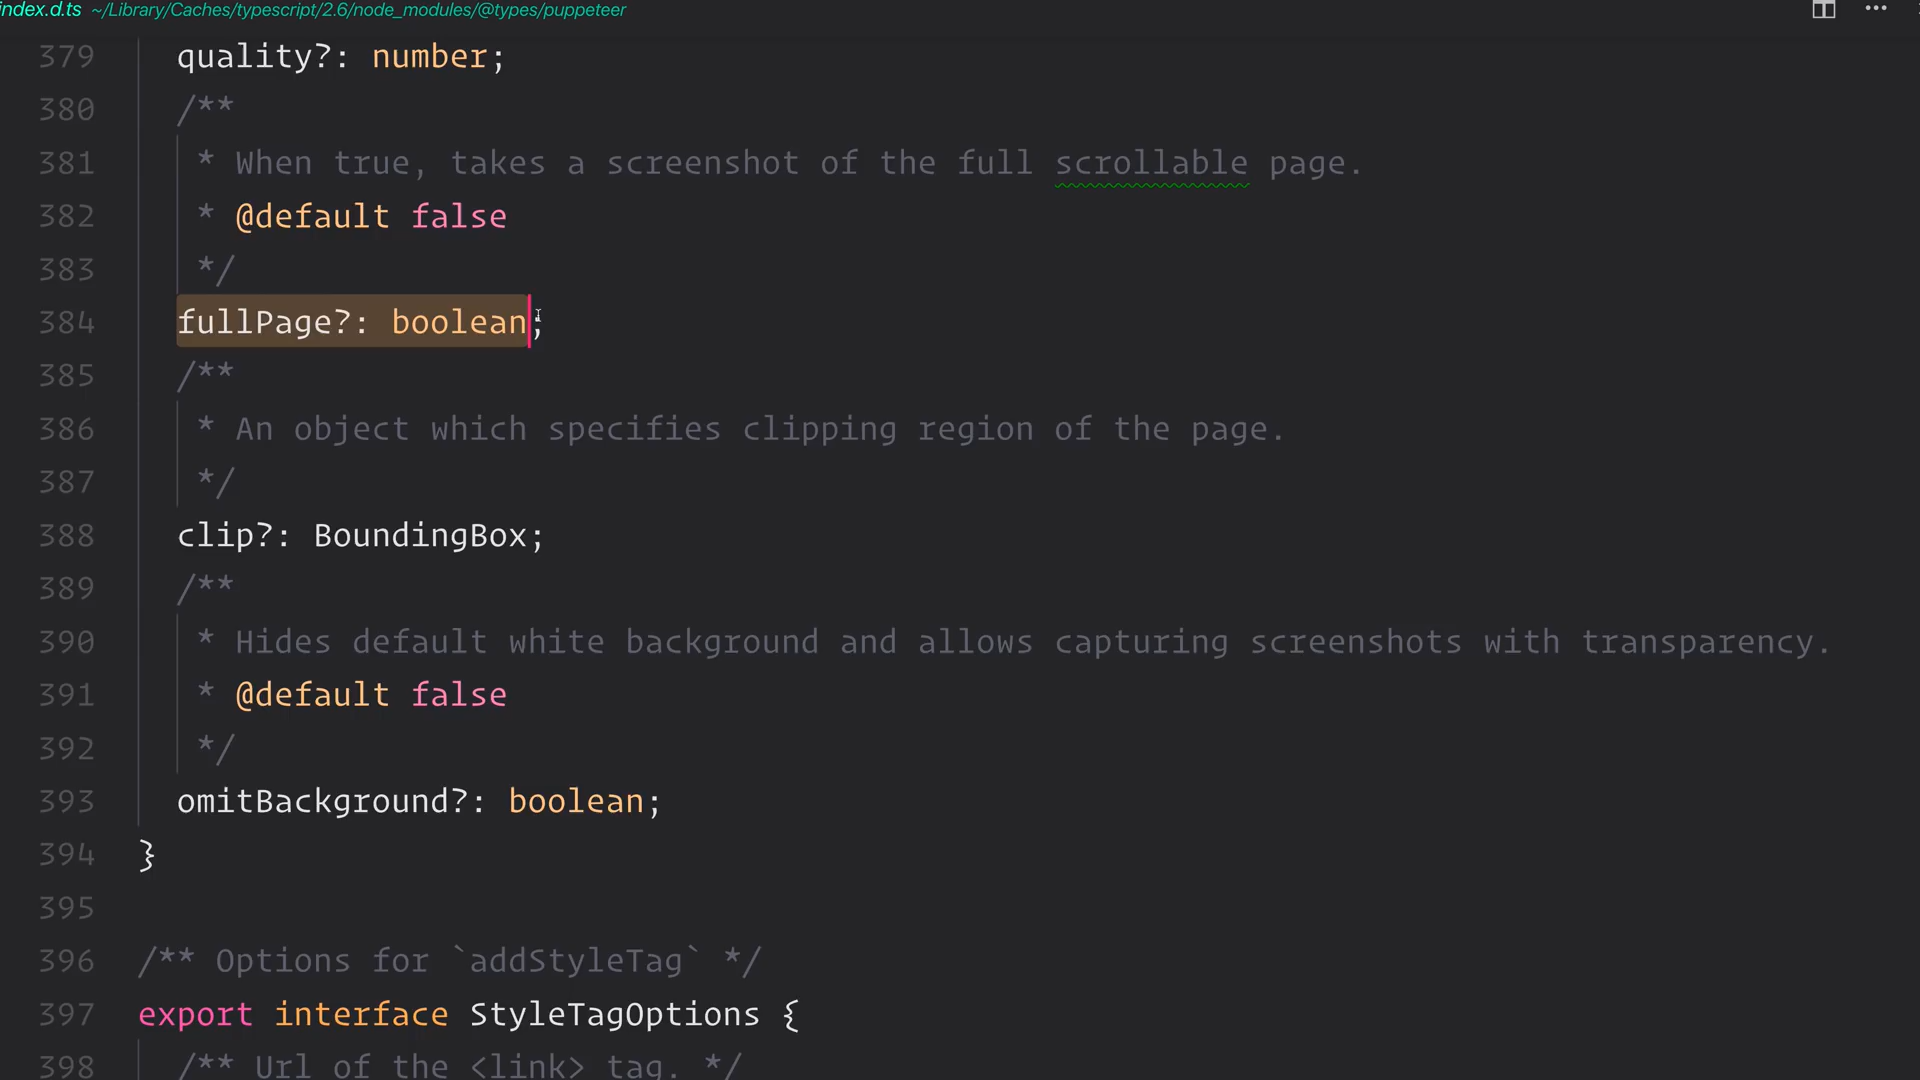 index.d.ts ~/Library/Caches/typescript/2.6/node_modules/@types/puppeteer
379 quality?: number;
380 /**
381 * When true, takes a screenshot of the full scrollable page.
382 * @default false
383 */
384 fullPage?: boolean;
385 /**
386 * An object which specifies clipping region of the page.
387 */
388 clip?: BoundingBox;
389 /**
390 * Hides default white background and allows capturing screenshots with transparency.
391 * @default false
392 */
393 omitBackground?: boolean;
394 }
395
396 /** Options for `addStyleTag` */
397 export interface StyleTagOptions {
398 /** Url of the <link> tag. */